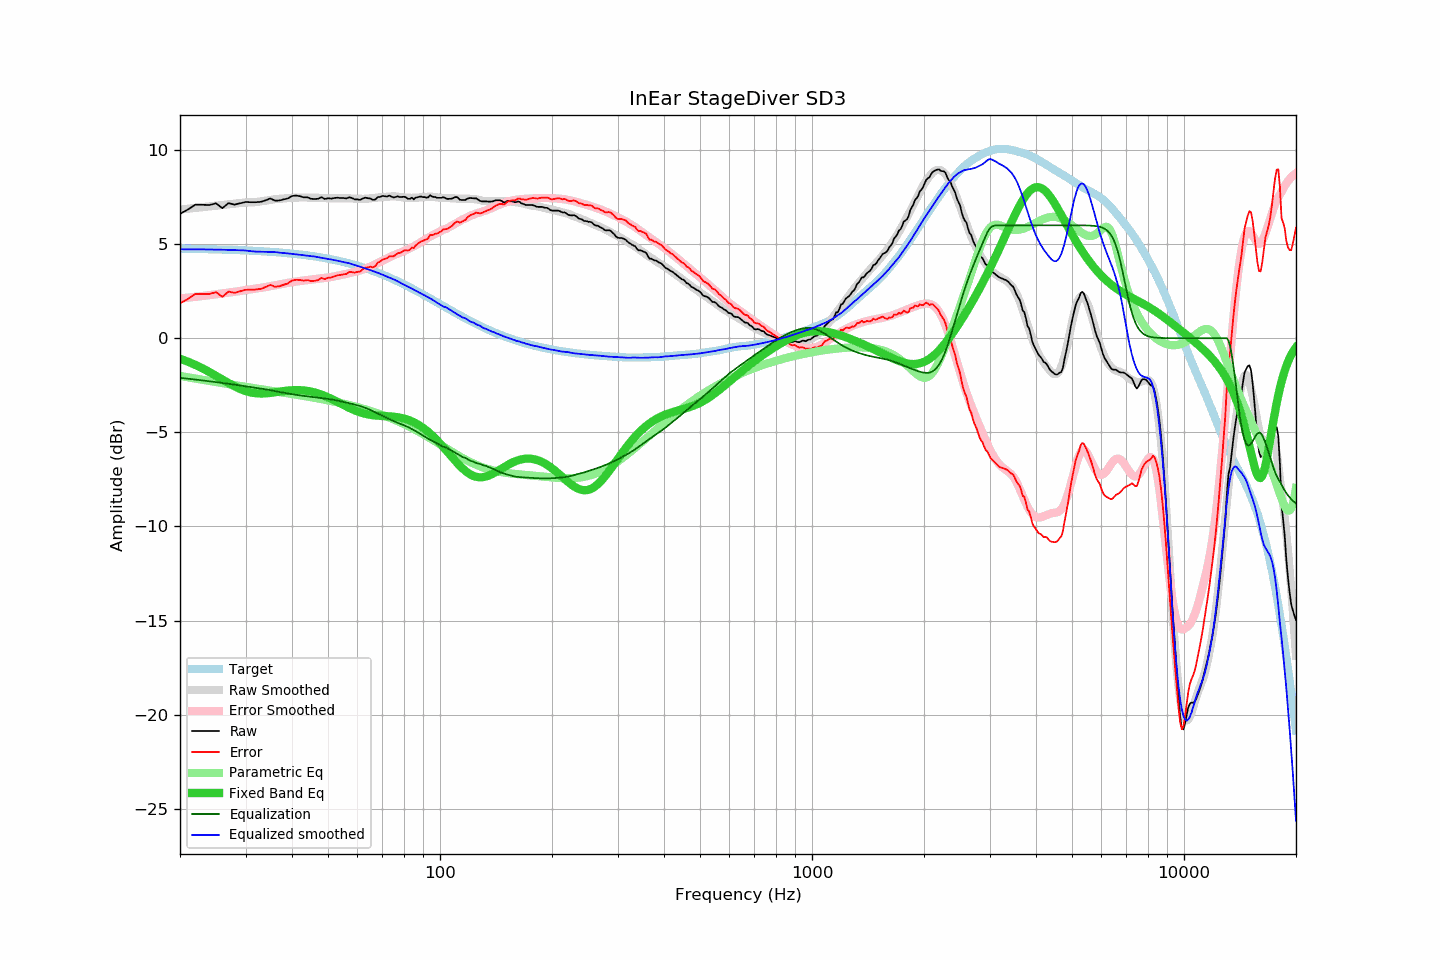 InEar StageDiver SD3
10
5
0
−5
−10
−15
−20
−25
Amplitude (dBr)
Target
Raw Smoothed
Error Smoothed
Raw
Error
Parametric Eq
Fixed Band Eq
Equalization
Equalized smoothed
100
1000
10000
Frequency (Hz)